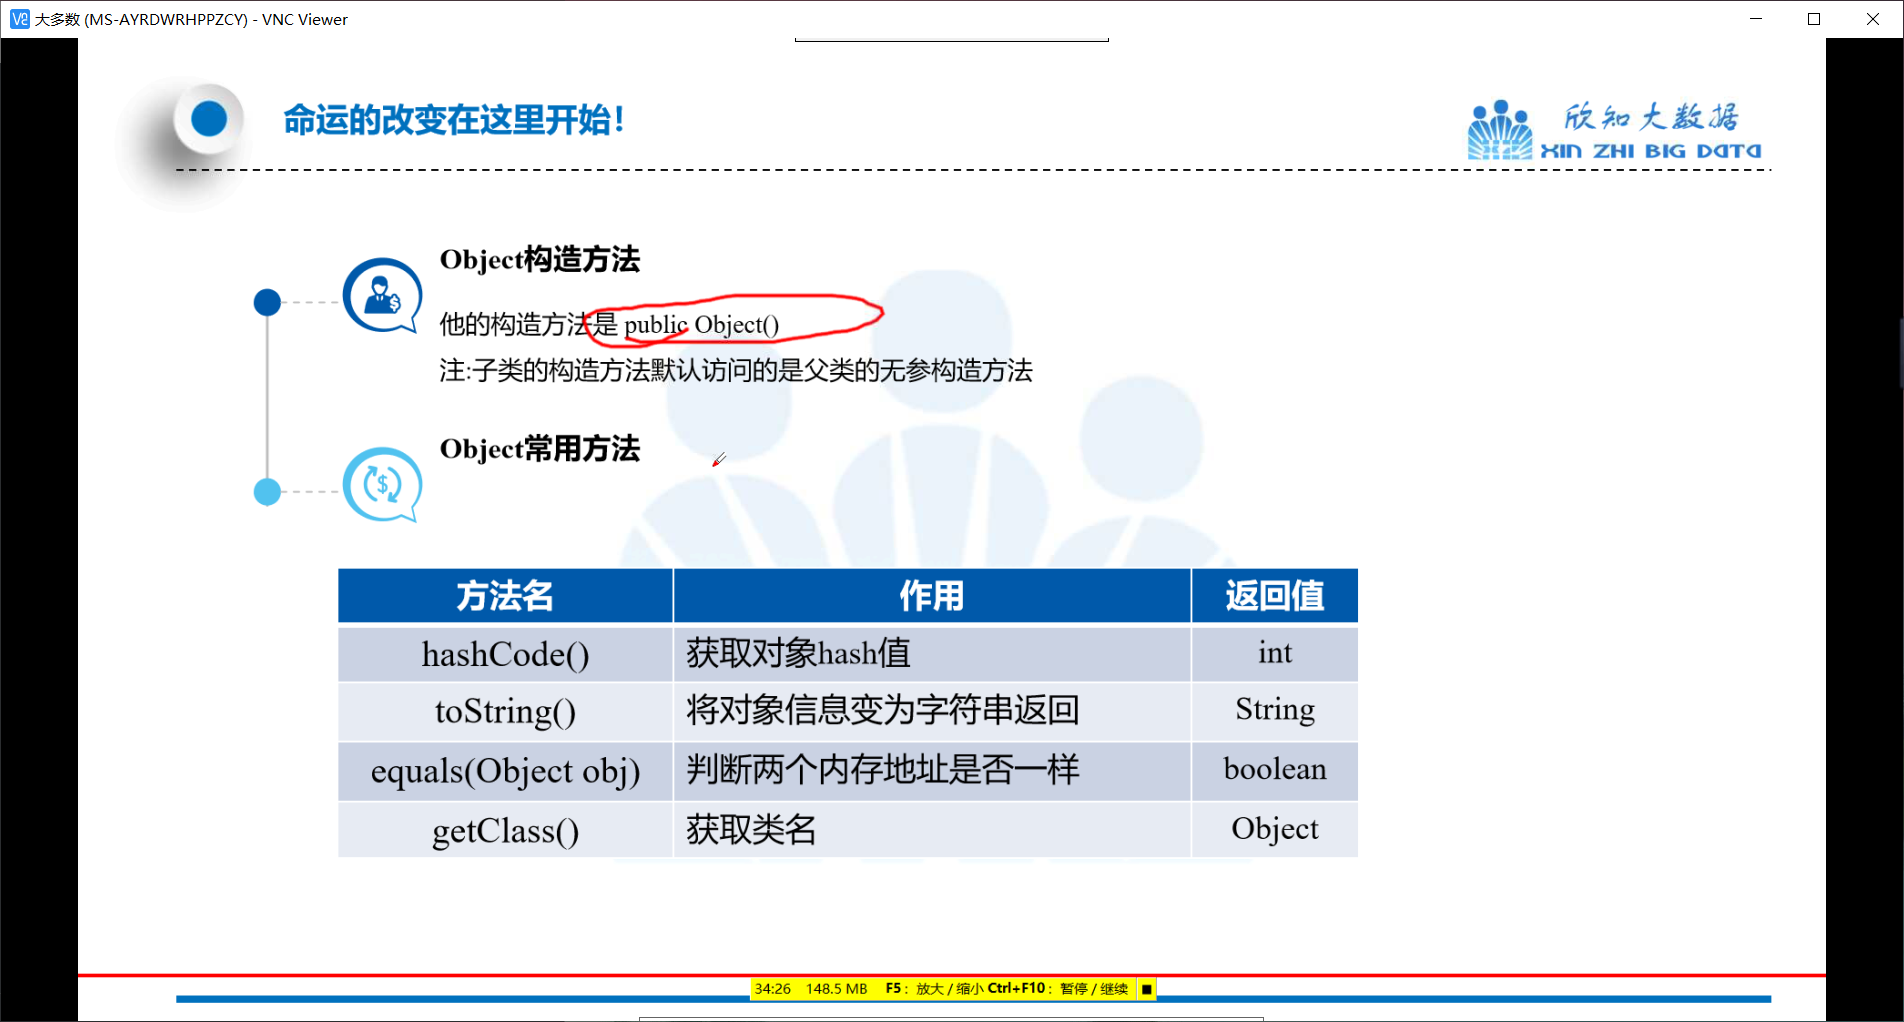 大多数 (MS-AYRDWRHPPZCY) - VNC Viewer
命运的改变在这里开始！
欣知大数据
XIN ZHI BIG DATA
Object构造方法
他的构造方法是 public Object()
注:子类的构造方法默认访问的是父类的无参构造方法
Object常用方法
方法名 作用 返回值
hashCode() 获取对象hash值 int
toString() 将对象信息变为字符串返回 String
equals(Object obj) 判断两个内存地址是否一样 boolean
getClass() 获取类名 Object
34:26 148.5 MB F5：放大 / 缩小 Ctrl+F10：暂停 / 继续